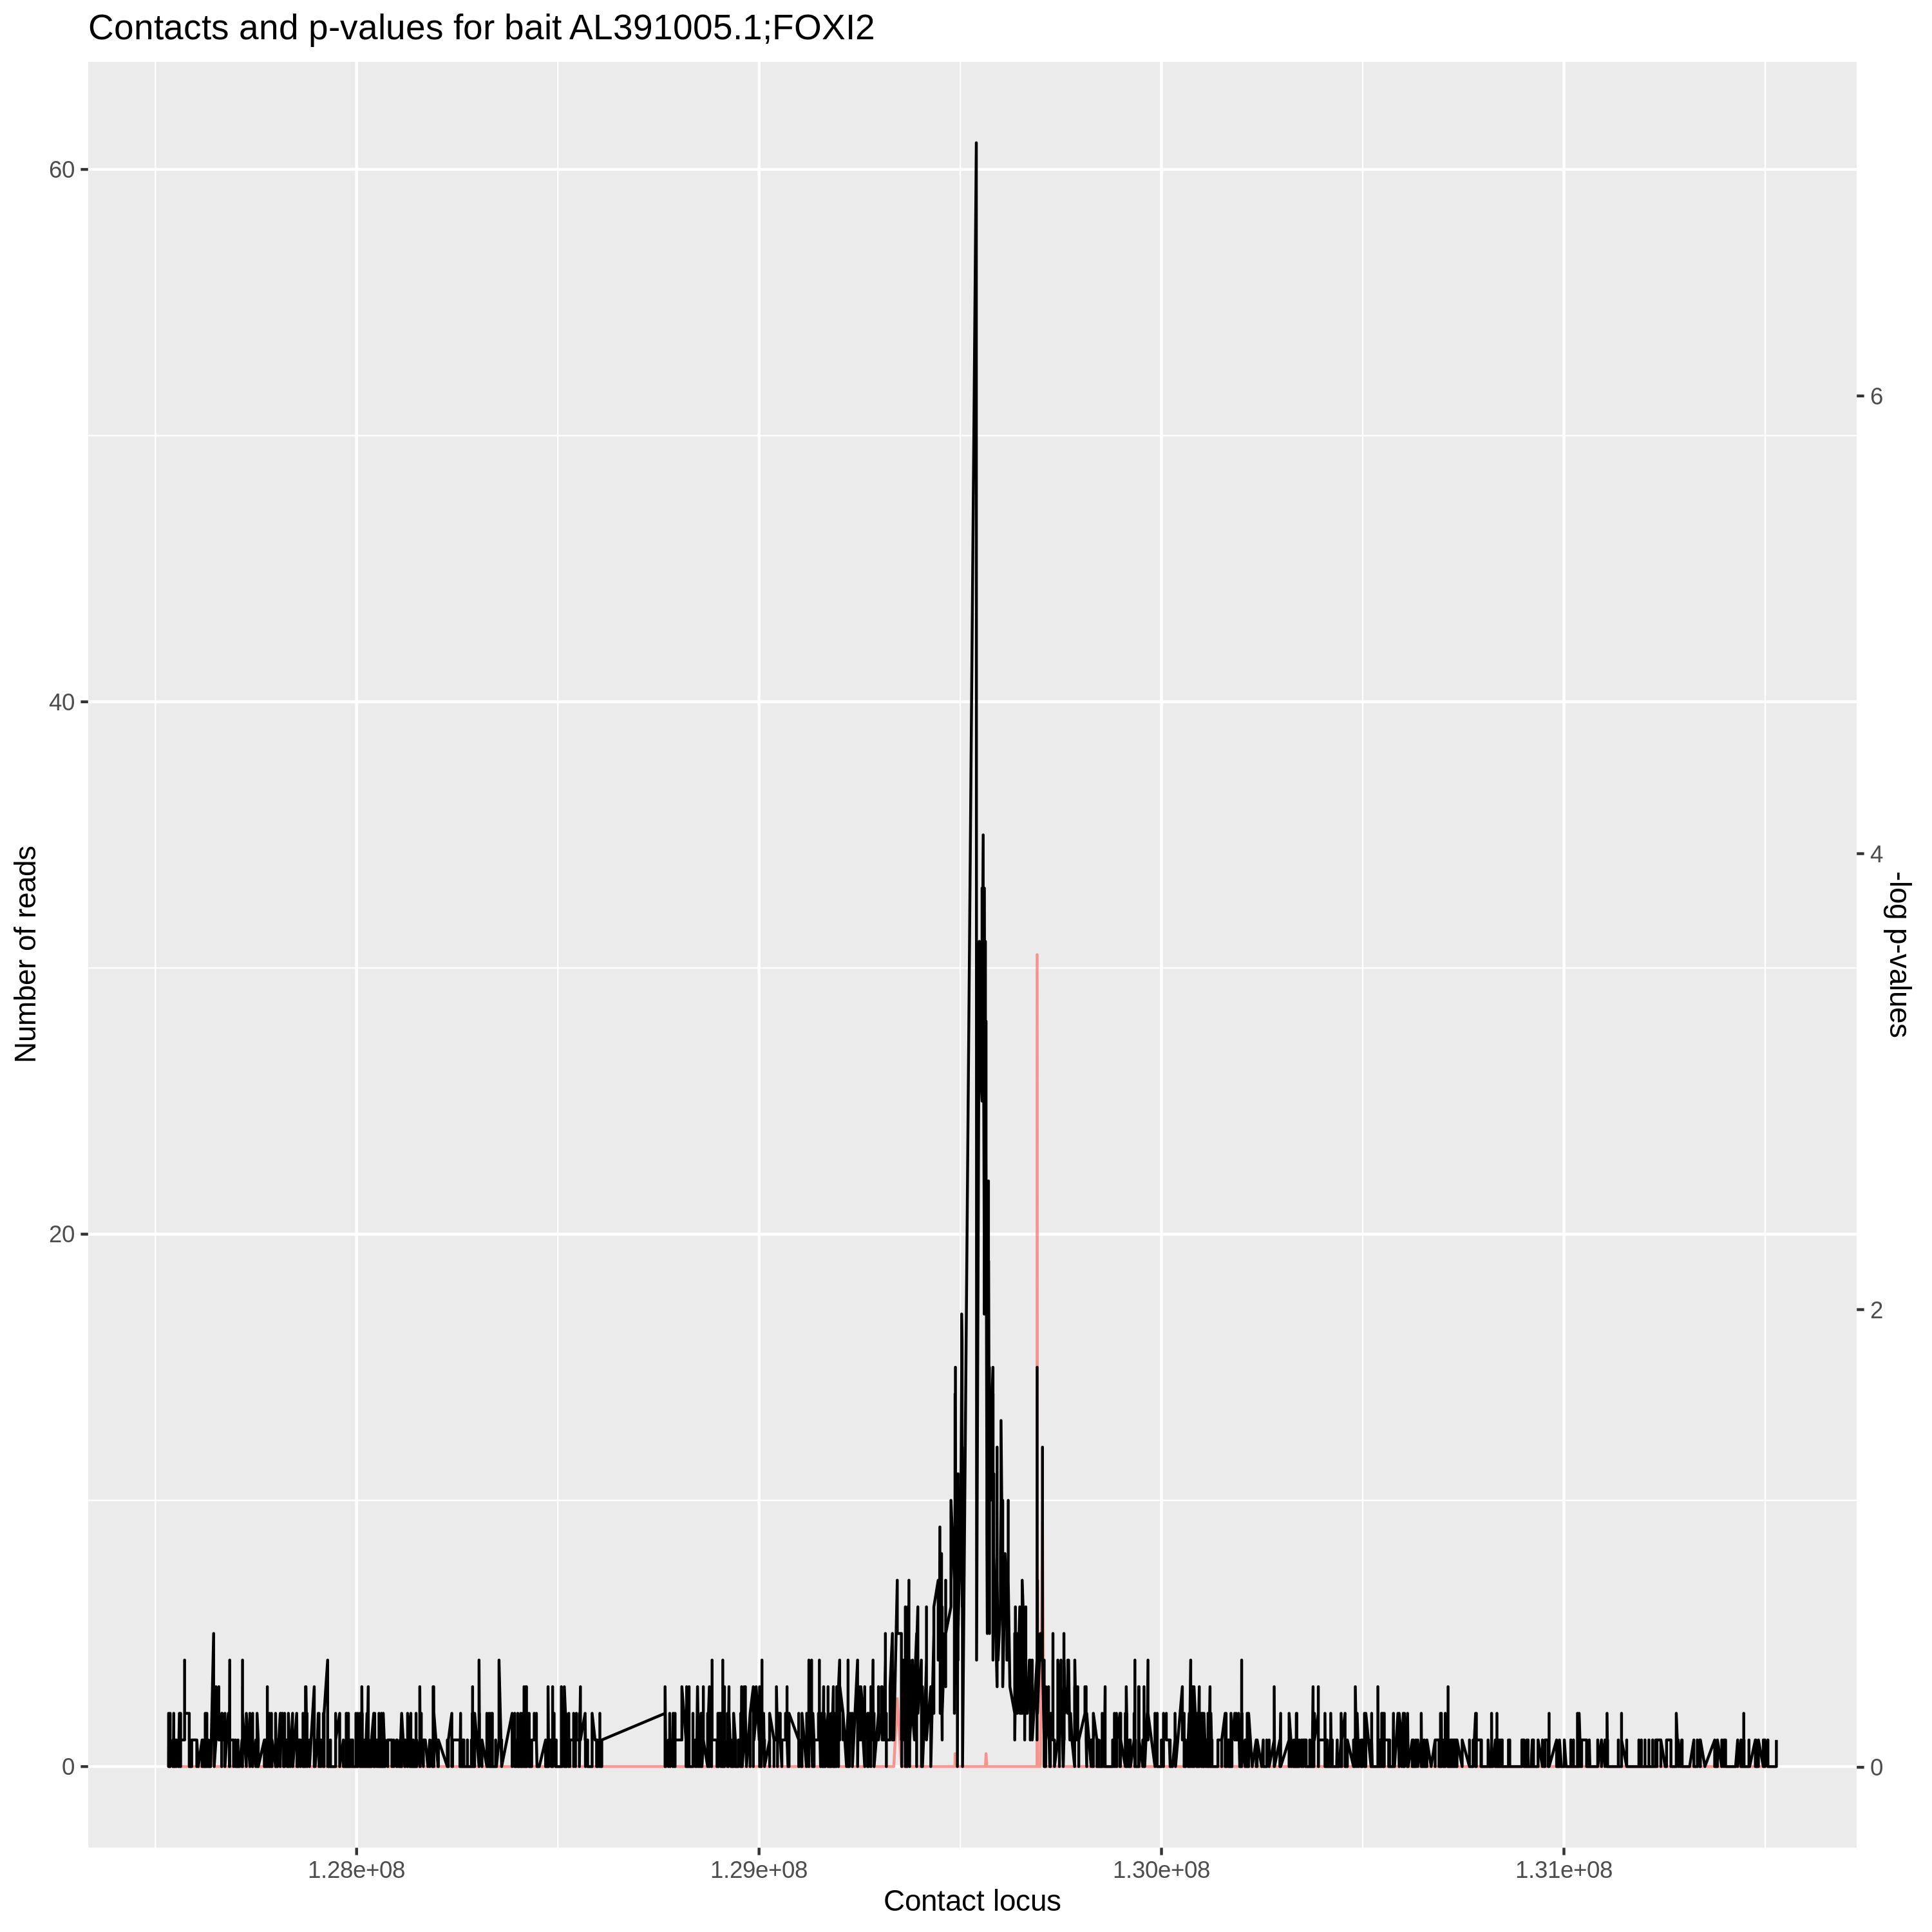 Contacts and p-values for bait AL391005.1;FOXI2
60
40
20
0
Number of reads
6
4
2
0
-log p-values
1.28e+08
1.29e+08
1.30e+08
1.31e+08
Contact locus